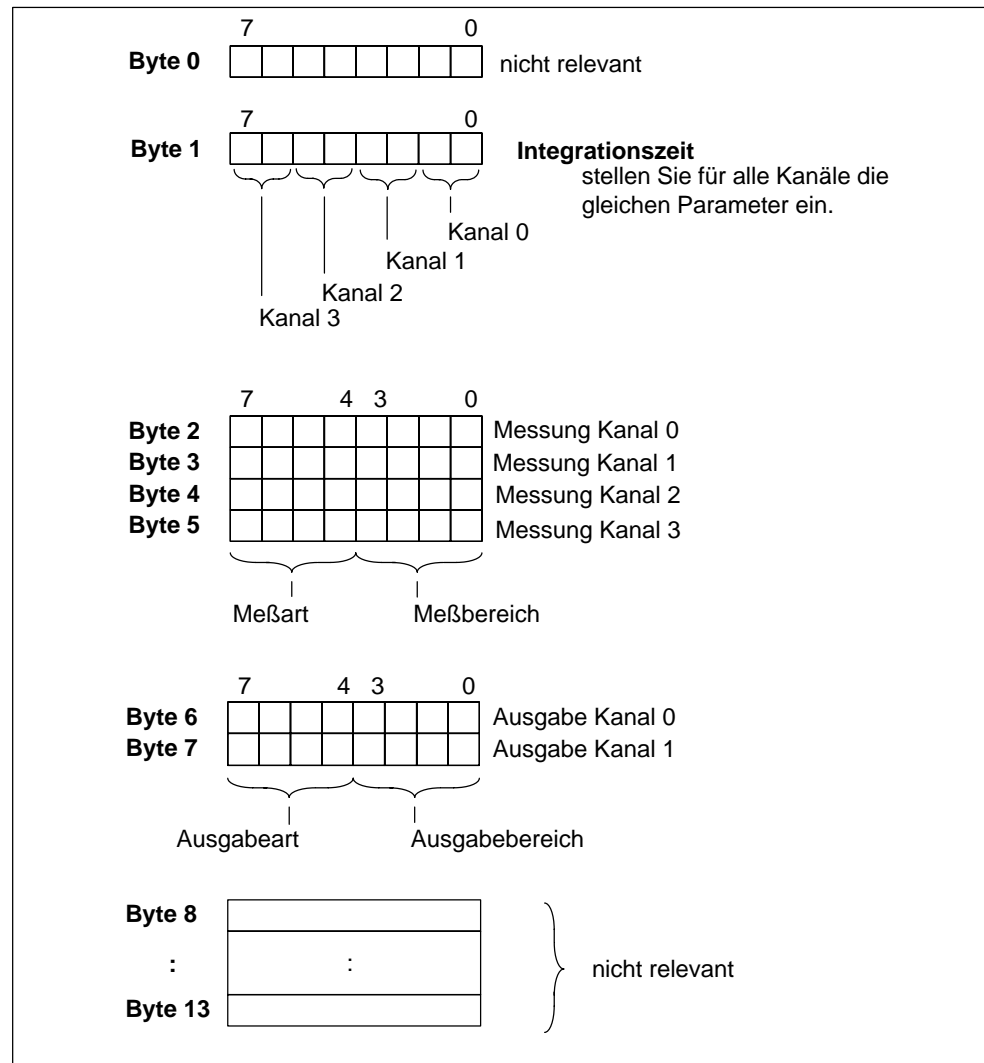 7 0
Byte 0 nicht relevant
7 0
Byte 1 Integrationszeit
stellen Sie für alle Kanäle die
gleichen Parameter ein.
Kanal 0
Kanal 1
Kanal 2
Kanal 3
7 4 3 0
Byte 2 Messung Kanal 0
Byte 3 Messung Kanal 1
Byte 4 Messung Kanal 2
Byte 5 Messung Kanal 3
Meßart Meßbereich
7 4 3 0
Byte 6 Ausgabe Kanal 0
Byte 7 Ausgabe Kanal 1
Ausgabeart Ausgabebereich
Byte 8
: : nicht relevant
Byte 13